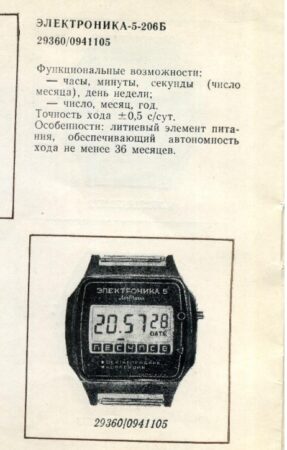 ЭЛЕКТРОНИКА-5-206Б
29360/0941105
Функциональные возможности:
— часы, минуты, секунды (число
месяца), день недели;
— число, месяц, год.
Точность хода ±0,5 с/сут.
Особенности: литиевый элемент пита-
ния, обеспечивающий автономность
хода не менее 36 месяцев.
ЭЛЕКТРОНИКА 5
20.57 28
DATE
29360/0941105